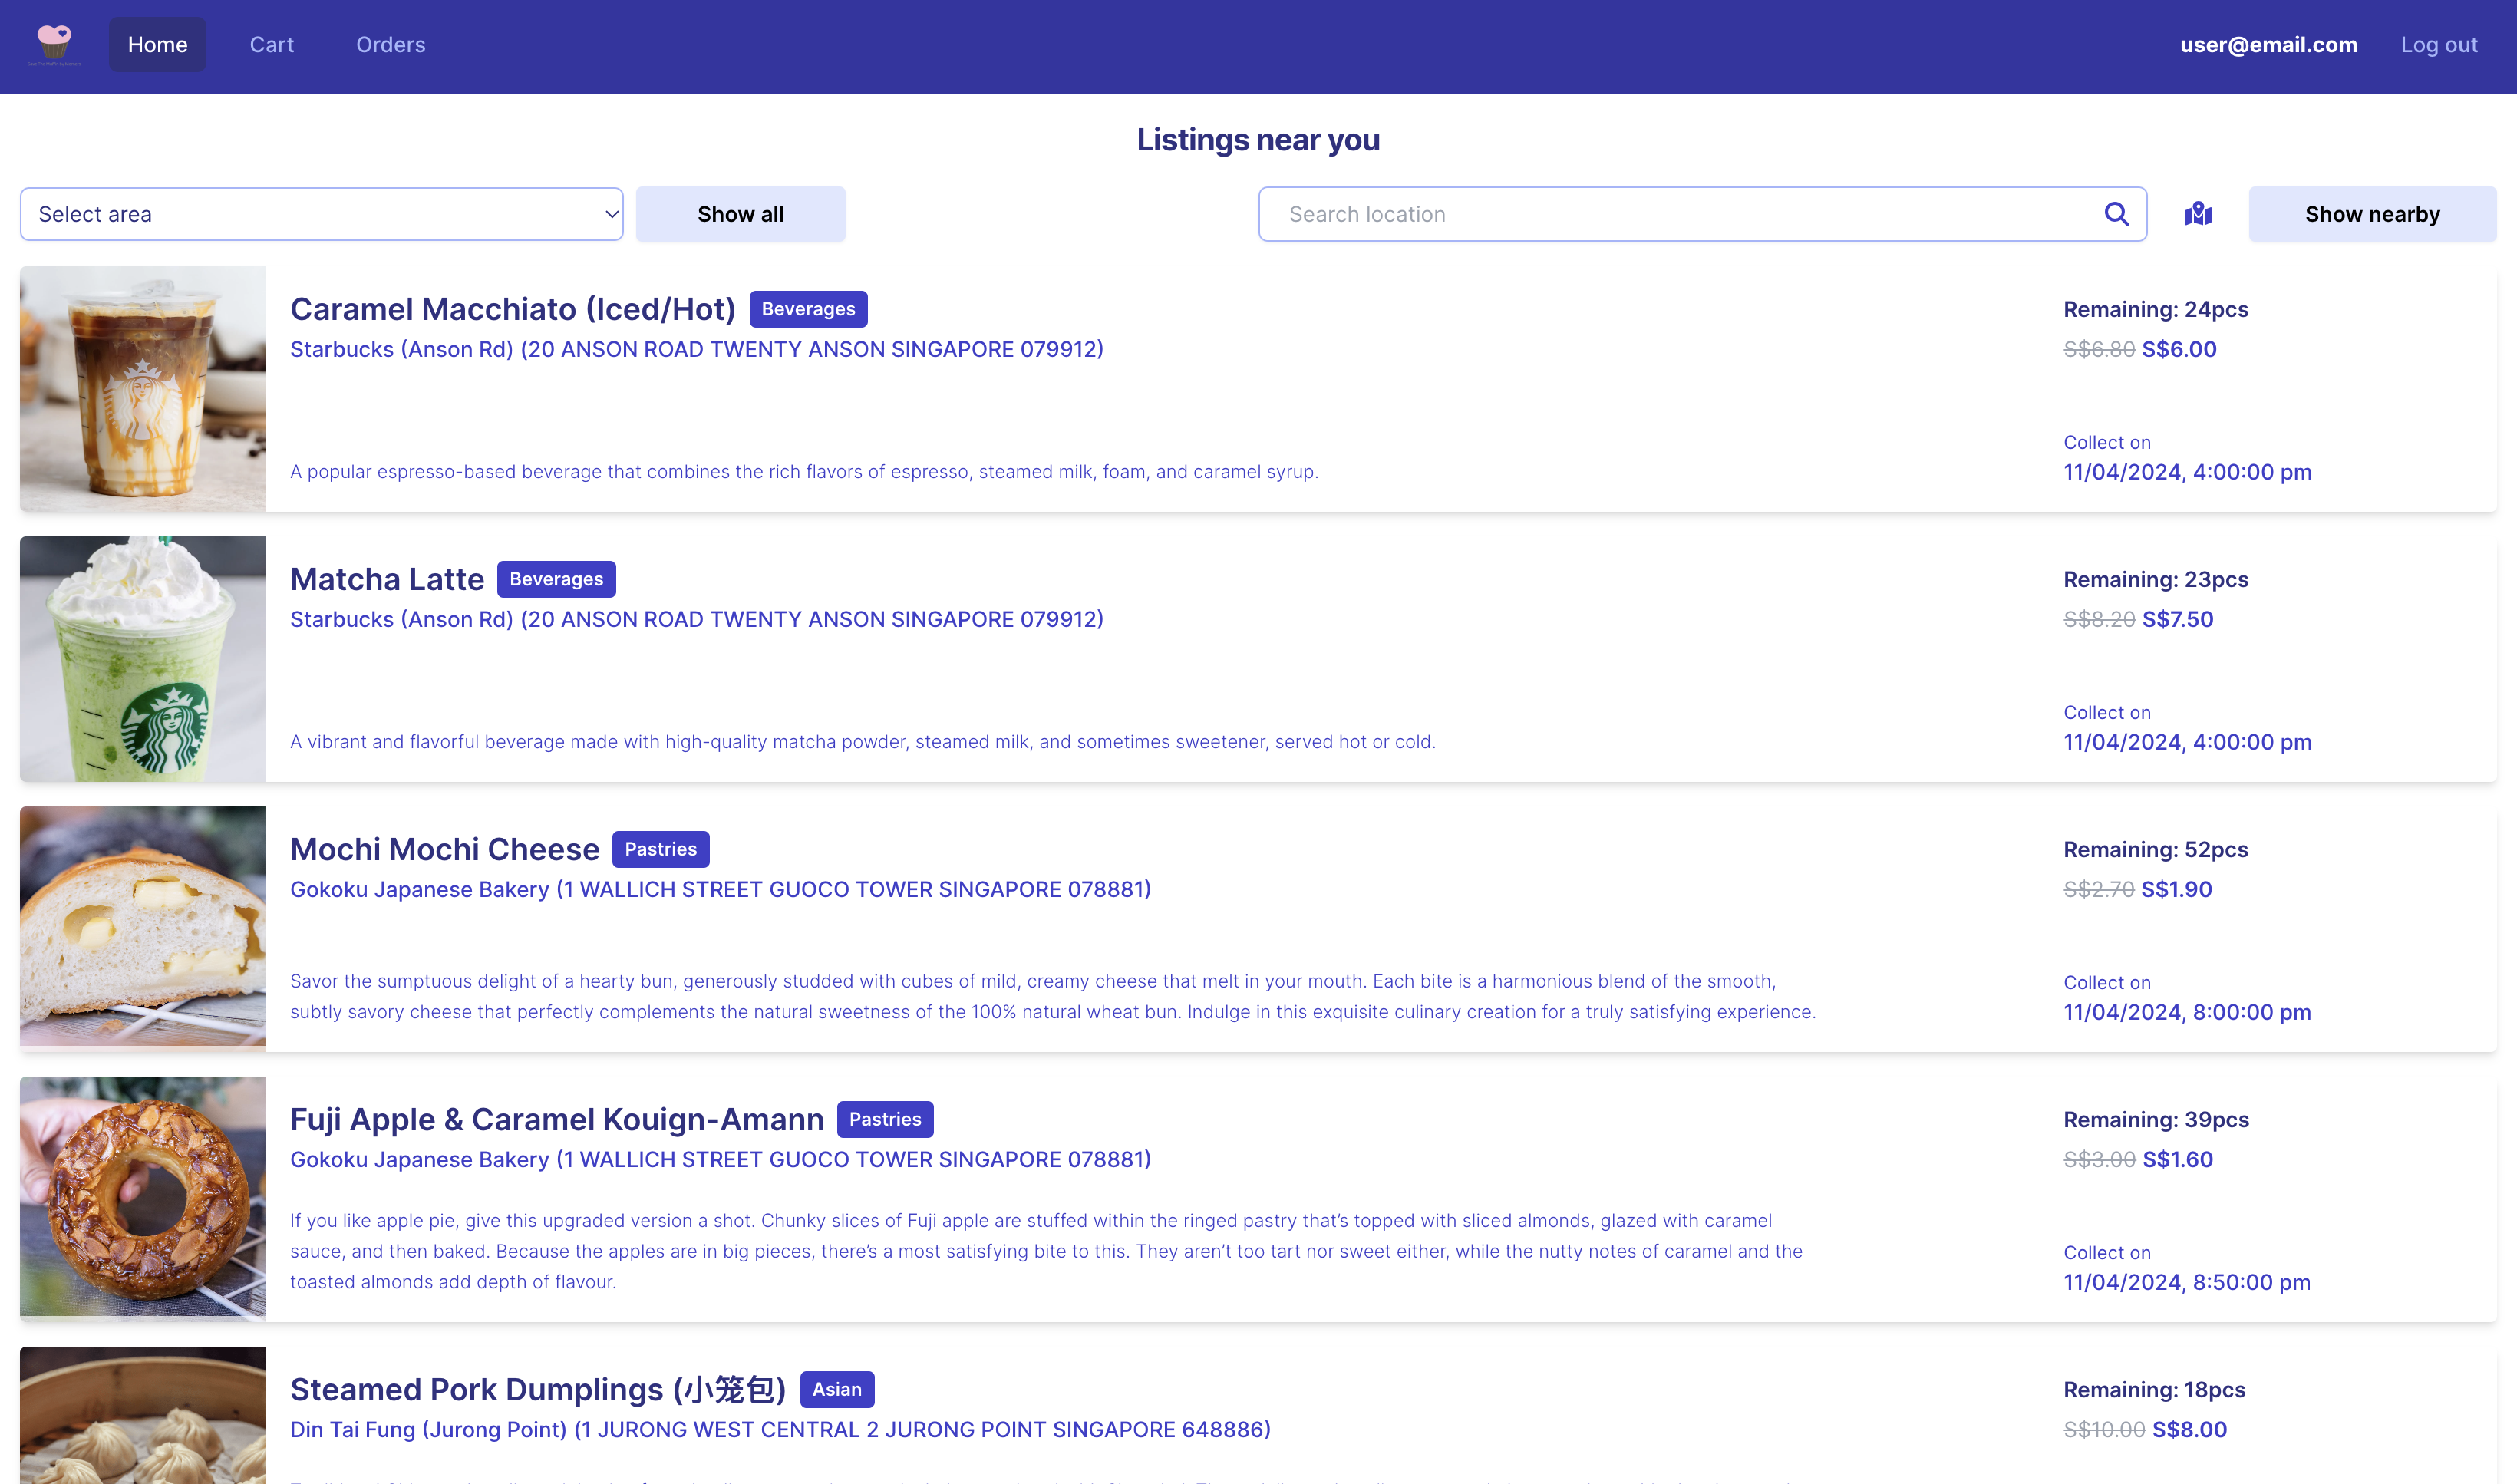 Home
Cart
Orders
user@email.com
Log out
Listings near you
Select area
Show all
Search location
Show nearby
Caramel Macchiato (Iced/Hot)
Beverages
Remaining: 24pcs
Starbucks (Anson Rd) (20 ANSON ROAD TWENTY ANSON SINGAPORE 079912)
S$6.80 S$6.00
Collect on
A popular espresso-based beverage that combines the rich flavors of espresso, steamed milk, foam, and caramel syrup.
11/04/2024, 4:00:00 pm
Matcha Latte
Beverages
Remaining: 23pcs
Starbucks (Anson Rd) (20 ANSON ROAD TWENTY ANSON SINGAPORE 079912)
S$8.20 S$7.50
Collect on
A vibrant and flavorful beverage made with high-quality matcha powder, steamed milk, and sometimes sweetener, served hot or cold.
11/04/2024, 4:00:00 pm
Mochi Mochi Cheese
Pastries
Remaining: 52pcs
Gokoku Japanese Bakery (1 WALLICH STREET GUOCO TOWER SINGAPORE 078881)
S$2.70 S$1.90
Savor the sumptuous delight of a hearty bun, generously studded with cubes of mild, creamy cheese that melt in your mouth. Each bite is a harmonious blend of the smooth,
subtly savory cheese that perfectly complements the natural sweetness of the 100% natural wheat bun. Indulge in this exquisite culinary creation for a truly satisfying experience.
Collect on
11/04/2024, 8:00:00 pm
Fuji Apple & Caramel Kouign-Amann
Pastries
Remaining: 39pcs
Gokoku Japanese Bakery (1 WALLICH STREET GUOCO TOWER SINGAPORE 078881)
S$3.00 S$1.60
If you like apple pie, give this upgraded version a shot. Chunky slices of Fuji apple are stuffed within the ringed pastry that’s topped with sliced almonds, glazed with caramel
sauce, and then baked. Because the apples are in big pieces, there’s a most satisfying bite to this. They aren’t too tart nor sweet either, while the nutty notes of caramel and the
toasted almonds add depth of flavour.
Collect on
11/04/2024, 8:50:00 pm
Steamed Pork Dumplings (小笼包)
Asian
Remaining: 18pcs
Din Tai Fung (Jurong Point) (1 JURONG WEST CENTRAL 2 JURONG POINT SINGAPORE 648886)
S$10.00 S$8.00